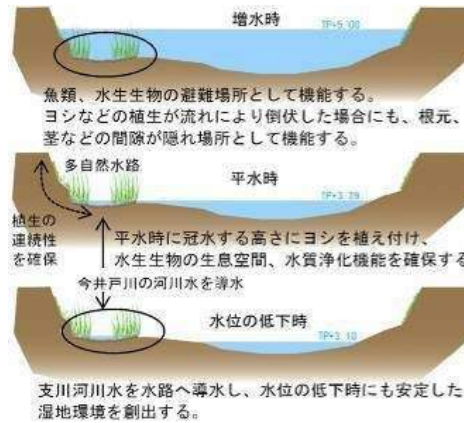 増水時
TP+5.00
魚類、水生生物の避難場所として機能する。
ヨシなどの植生が流れにより倒伏した場合にも、根元、
茎などの間隙が隠れ場所として機能する。
多自然水路
平水時
TP+3.79
植生の
連続性
を確保
平水時に冠水する高さにヨシを植え付け、
水生生物の生息空間、水質浄化機能を確保する
今井戸川の河川水を導水
水位の低下時
TP+3.10
支川河川水を水路へ導水し、水位の低下時にも安定した
湿地環境を創出する。